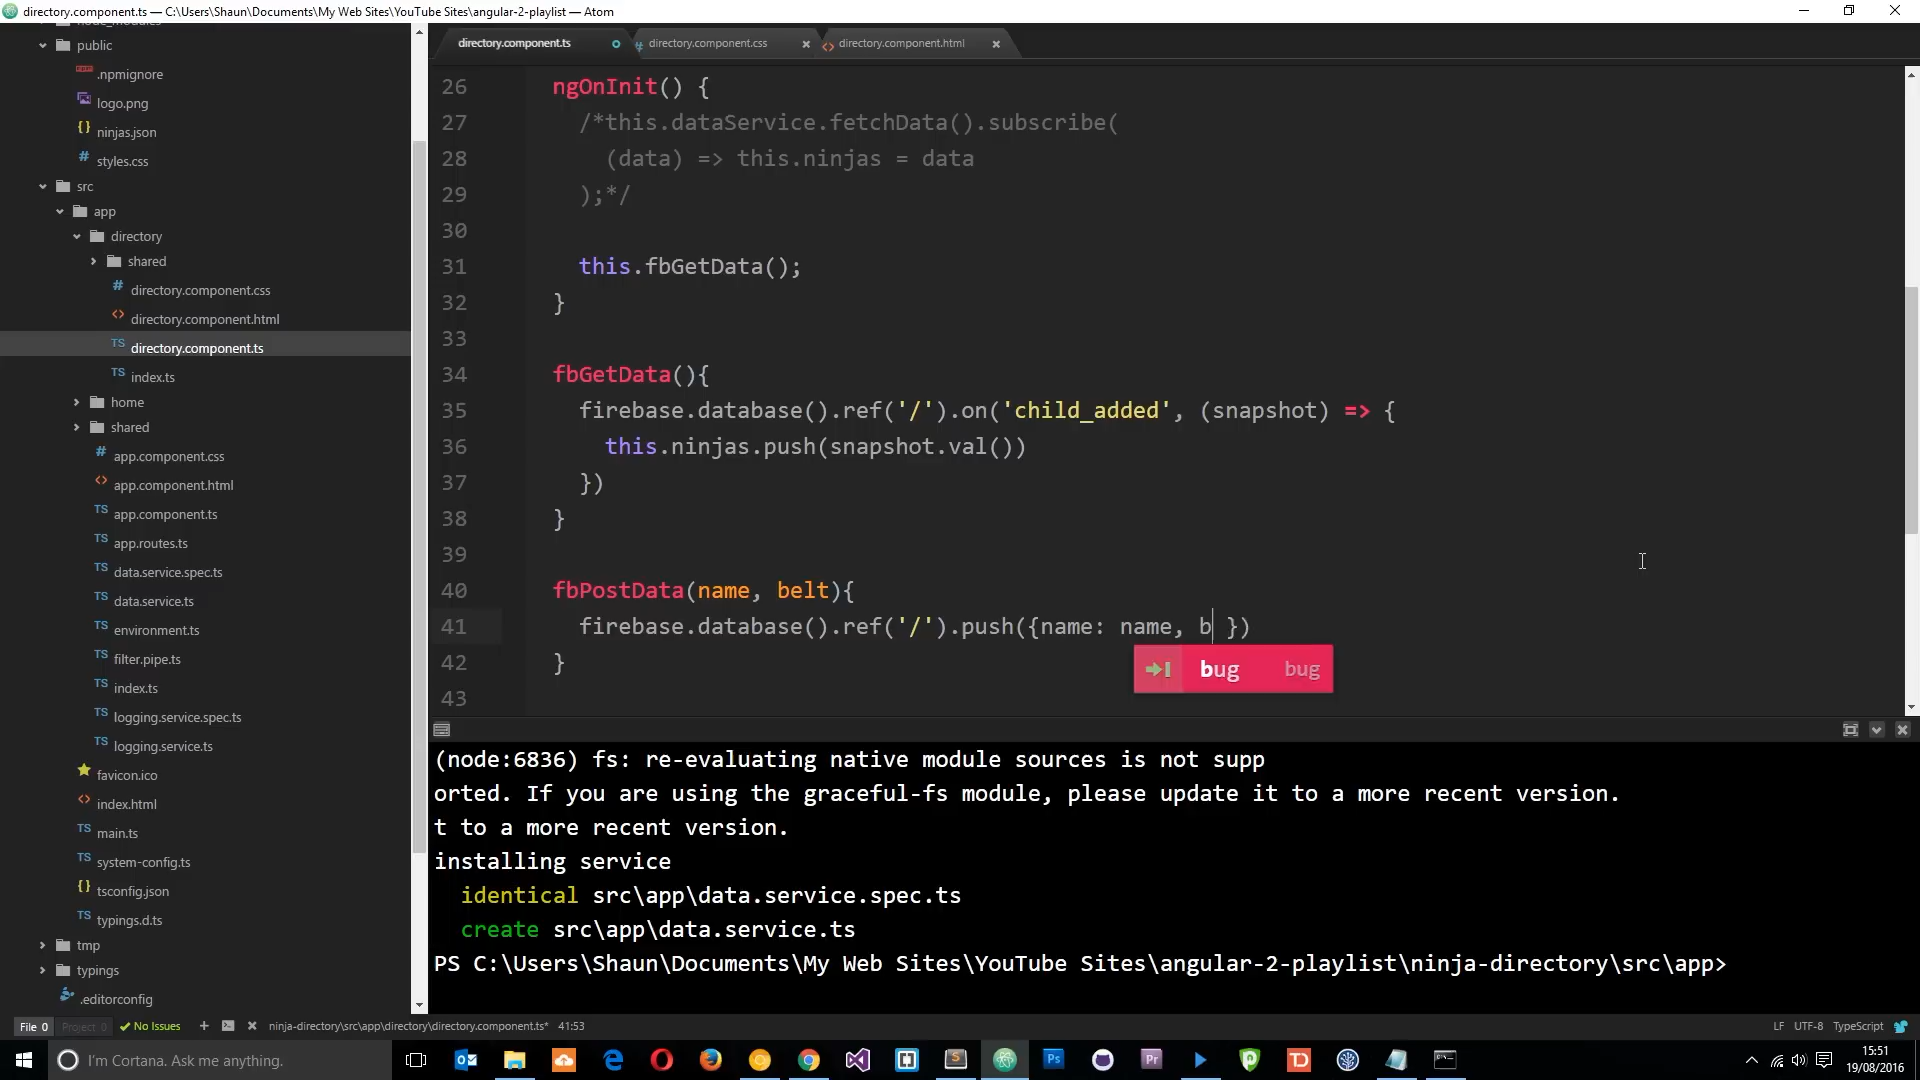 directory.component.ts — C:\Users\Shaun\Documents\My Web Sites\YouTube Sites\angular-2-playlist — Atom
node_modules
public
.npmignore
logo.png
ninjas.json
styles.css
src
app
directory
shared
directory.component.css
directory.component.html
directory.component.ts
index.ts
home
shared
app.component.css
app.component.html
app.component.ts
app.routes.ts
data.service.spec.ts
data.service.ts
environment.ts
filter.pipe.ts
index.ts
logging.service.spec.ts
logging.service.ts
favicon.ico
index.html
main.ts
system-config.ts
tsconfig.json
typings.d.ts
tmp
typings
.editorconfig
directory.component.ts directory.component.css directory.component.html
26 ngOnInit() {
27 /*this.dataService.fetchData().subscribe(
28 (data) => this.ninjas = data
29 );*/
30
31 this.fbGetData();
32 }
33
34 fbGetData(){
35 firebase.database().ref('/').on('child_added', (snapshot) => {
36 this.ninjas.push(snapshot.val())
37 })
38 }
39
40 fbPostData(name, belt){
41 firebase.database().ref('/').push({name: name, b })
bug bug
42 }
43
(node:6836) fs: re-evaluating native module sources is not supp
orted. If you are using the graceful-fs module, please update it to a more recent version.
t to a more recent version.
installing service
identical src\app\data.service.spec.ts
create src\app\data.service.ts
PS C:\Users\Shaun\Documents\My Web Sites\YouTube Sites\angular-2-playlist\ninja-directory\src\app>
File 0 Project 0 No Issues ninja-directory\src\app\directory\directory.component.ts* 41:53 LF UTF-8 TypeScript
I'm Cortana. Ask me anything.
15:51
19/08/2016